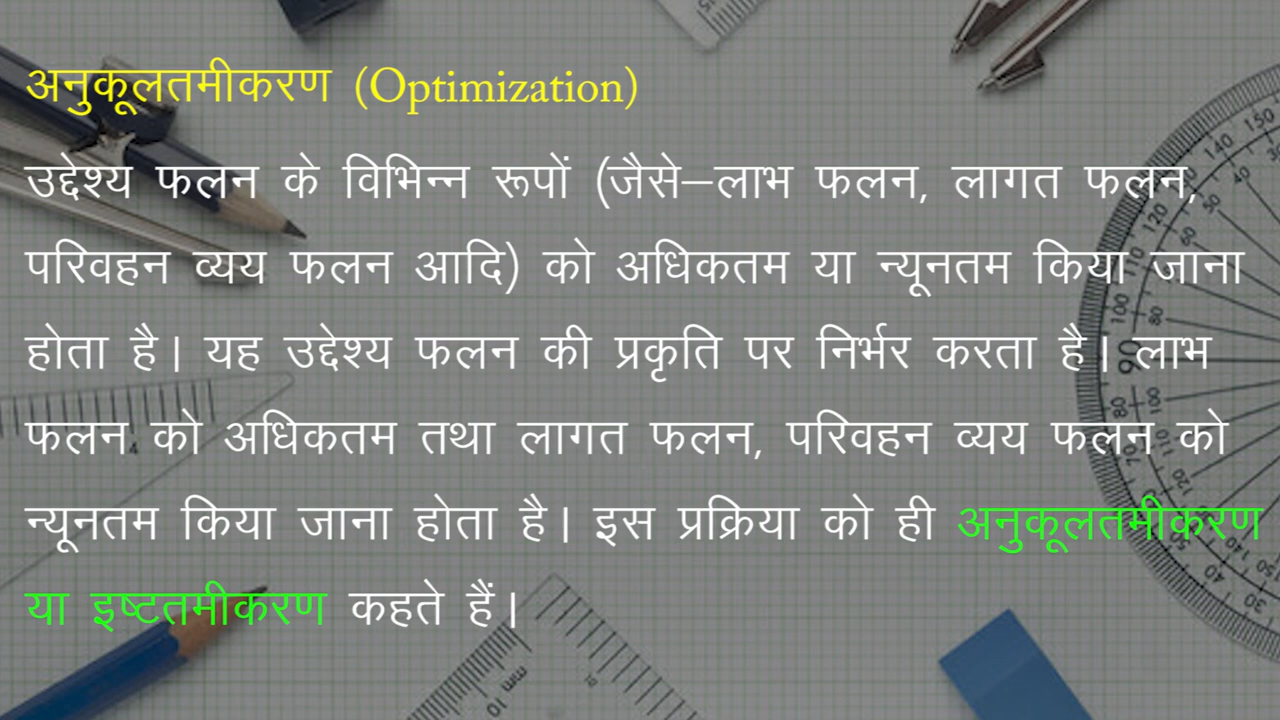 अनुकूलतमीकरण (Optimization)
उद्देश्य फलन के विभिन्न रूपों (जैसे–लाभ फलन, लागत फलन,
परिवहन व्यय फलन आदि) को अधिकतम या न्यूनतम किया जाना
होता है। यह उद्देश्य फलन की प्रकृति पर निर्भर करता है। लाभ
फलन को अधिकतम तथा लागत फलन, परिवहन व्यय फलन को
न्यूनतम किया जाना होता है। इस प्रक्रिया को ही अनुकूलतमीकरण
या इष्टतमीकरण कहते हैं।